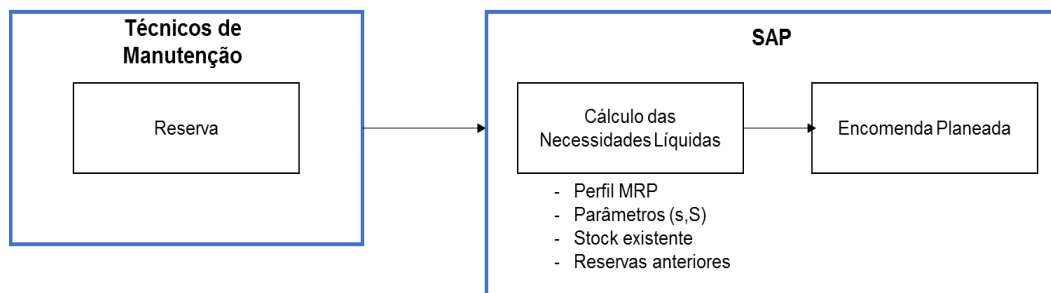 Técnicos de
Manutenção
Reserva
SAP
Cálculo das
Necessidades Líquidas
Encomenda Planeada
- Perfil MRP
- Parâmetros (s,S)
- Stock existente
- Reservas anteriores